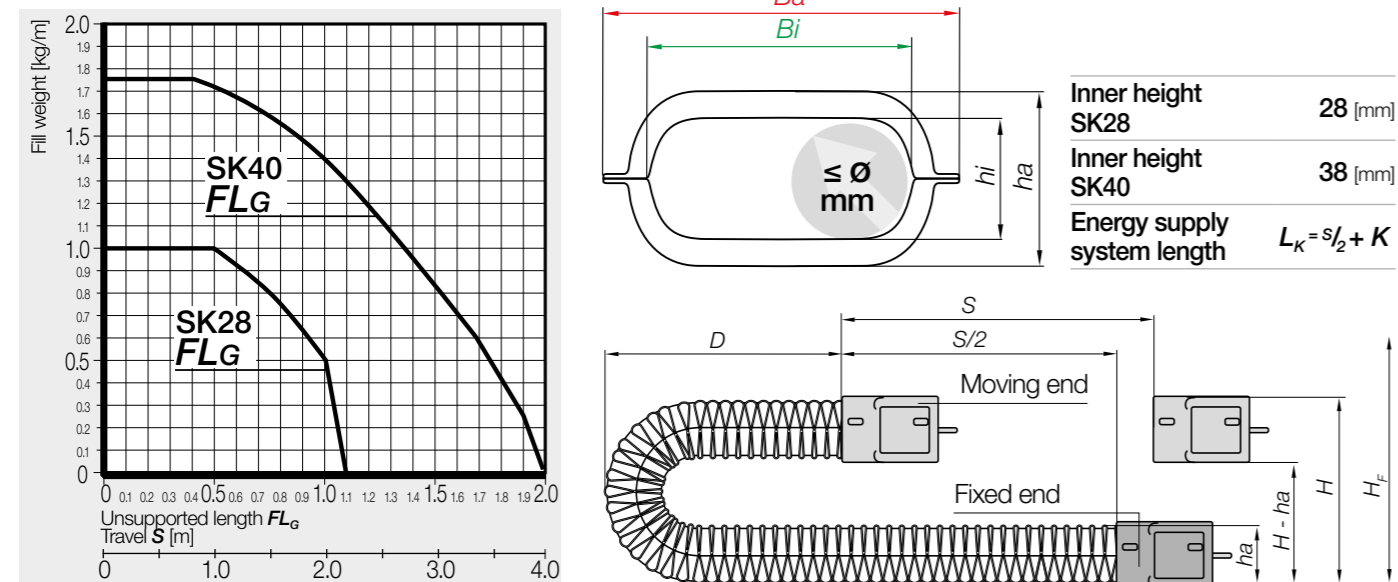 Fill weight [kg/m]
2.0
1.9
1.8
1.7
1.6
1.5
1.4
1.3
1.2
1.1
1.0
0.9
0.8
0.7
0.6
0.5
0.4
0.3
0.2
0.1
0
SK40
FLG
SK28
FLG
0 0.1 0.2 0.3 0.4 0.5 0.6 0.7 0.8 0.9 1.0 1.1 1.2 1.3 1.4 1.5 1.6 1.7 1.8 1.9 2.0
Unsupported length FLG
Travel S [m]
0 1.0 2.0 3.0 4.0
Ba
Bi
≤ Ø
mm
hi
ha
Inner height
SK28
28 [mm]
Inner height
SK40
38 [mm]
Energy supply
system length
LK = S/2 + K
S
D
S/2
Moving end
Fixed end
ha
H - ha
H
HF